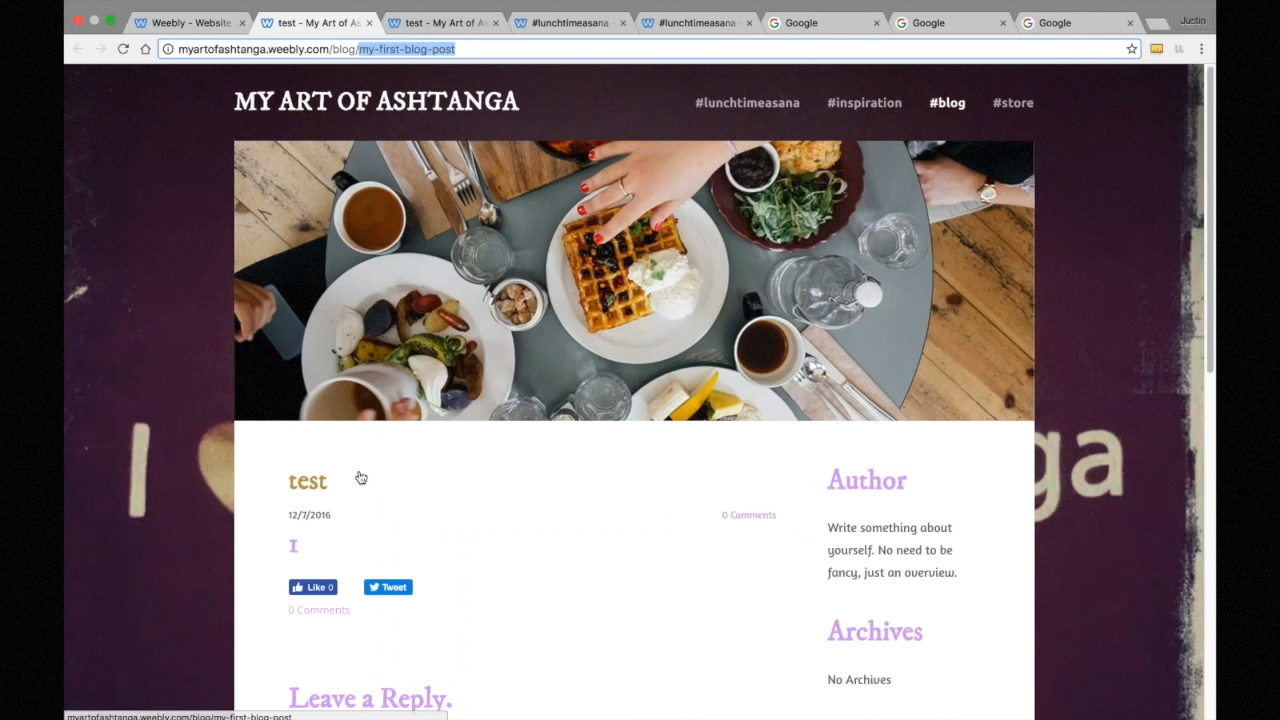 Weebly - Website
test - My Art of As
test - My Art of As
#lunchtimeasana
#lunchtimeasana
Google
Google
Google
Justin
myartofashtanga.weebly.com/blog/my-first-blog-post
MY ART OF ASHTANGA
#lunchtimeasana
#inspiration
#blog
#store
I
ga
test
12/7/2016
0 Comments
1
Like 0
Tweet
0 Comments
Leave a Reply.
Author
Write something about
yourself. No need to be
fancy, just an overview.
Archives
No Archives
myartofashtanga.weebly.com/blog/my-first-blog-post